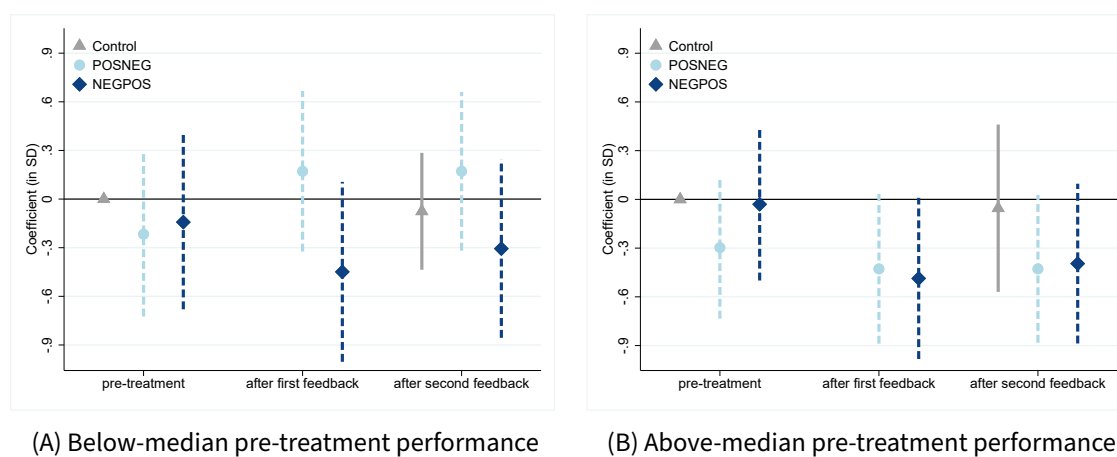 Control
POSNEG
NEGPOS
Coefficient (in SD)
.9
.6
.3
0
-.3
-.6
-.9
pre-treatment
after first feedback
after second feedback
(A) Below-median pre-treatment performance
Control
POSNEG
NEGPOS
Coefficient (in SD)
.9
.6
.3
0
-.3
-.6
-.9
pre-treatment
after first feedback
after second feedback
(B) Above-median pre-treatment performance